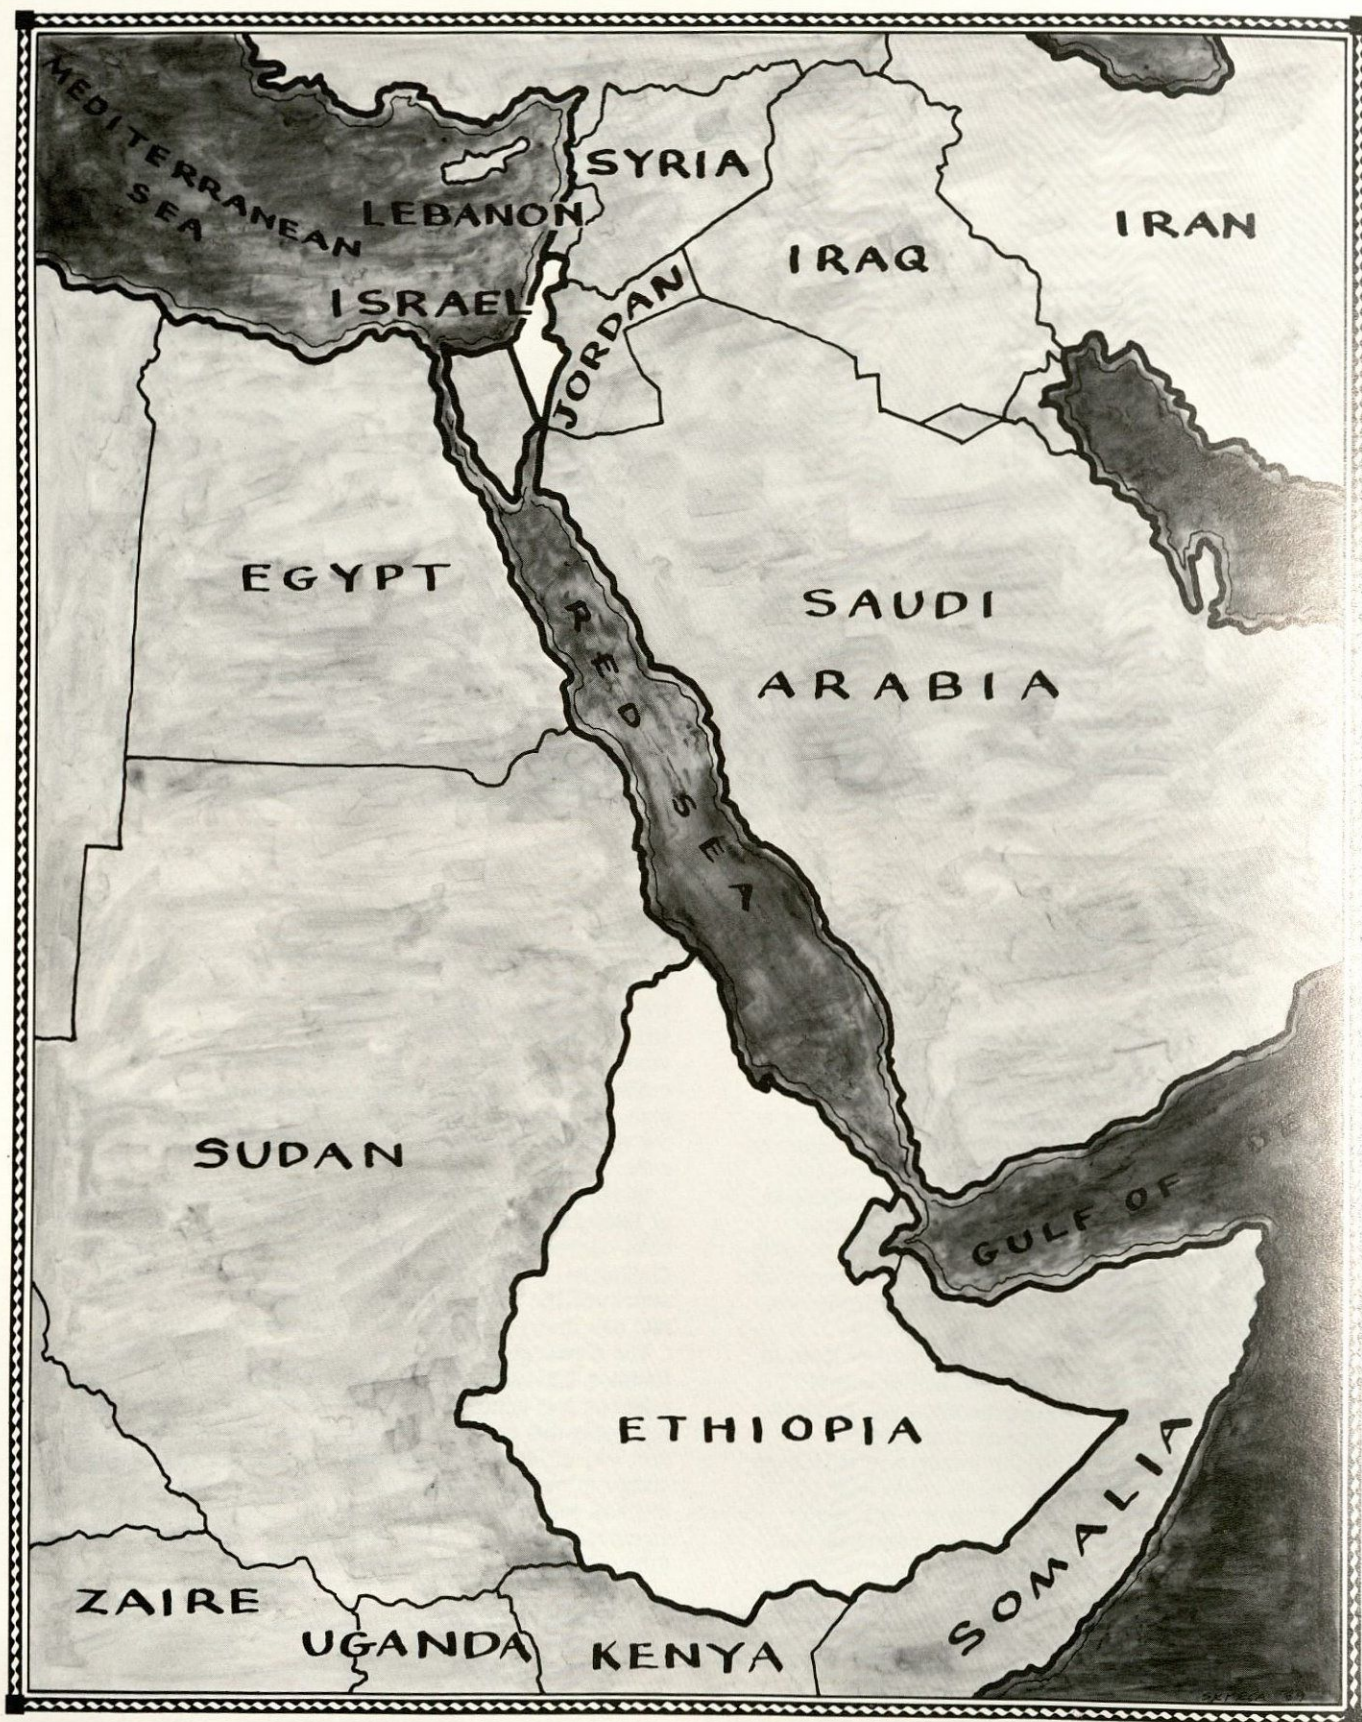 MEDITERRANEAN
SEA
SYRIA
LEBANON
IRAQ
IRAN
ISRAEL
JORDAN
EGYPT
SAUDI
ARABIA
RED SEA
SUDAN
GULF OF
ETHIOPIA
SOMALIA
ZAIRE
UGANDA
KENYA